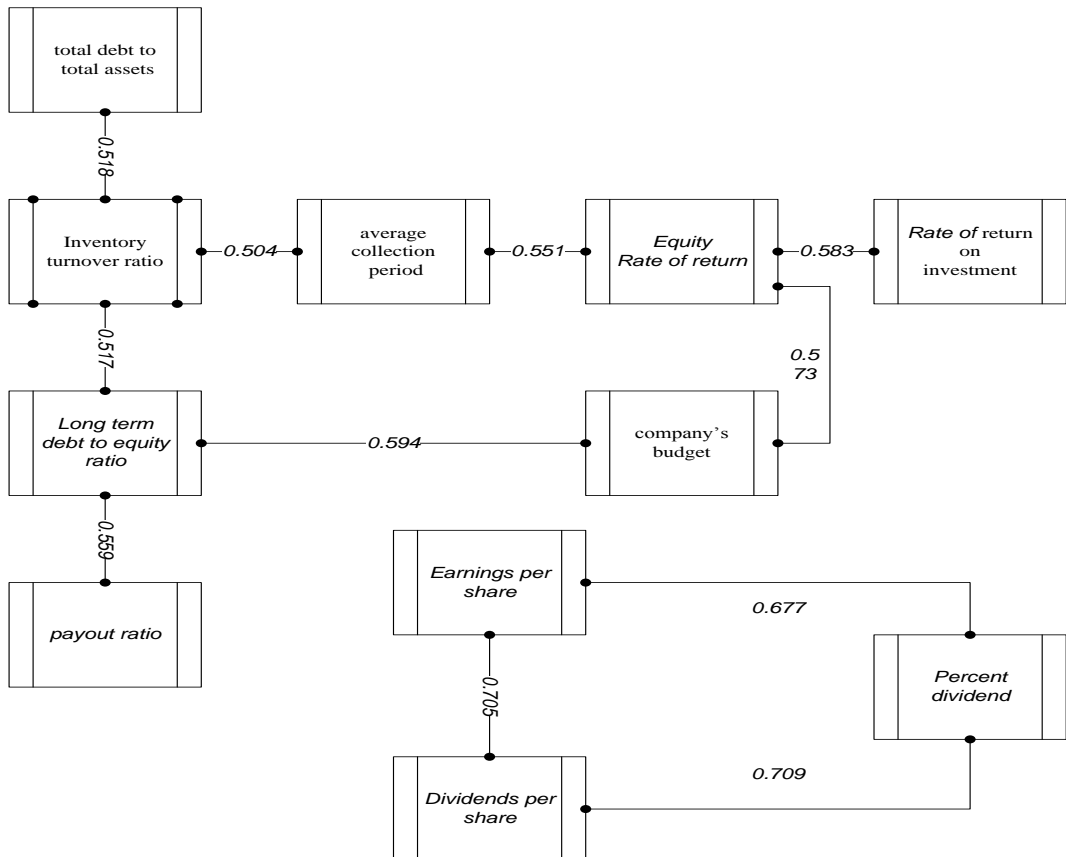 total debt to
total assets
0.518
Inventory
turnover ratio
0.504
average
collection
period
0.551
Equity
Rate of return
0.583
Rate of return
on
investment
0.517
0.5
73
Long term
debt to equity
ratio
0.594
company's
budget
0.559
payout ratio
Earnings per
share
0.677
0.705
Percent
dividend
Dividends per
share
0.709